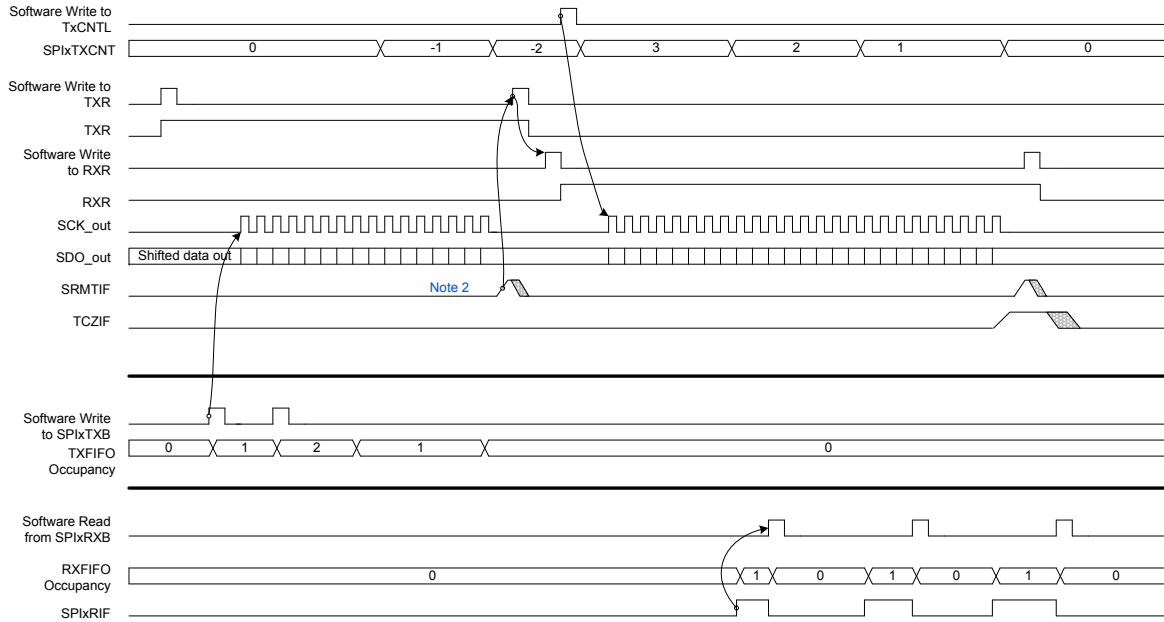 Software Write to
TxCNTL
SPIxTXCNT
0 -1 -2 3 2 1 0
Software Write to
TXR
TXR
Software Write
to RXR
RXR
SCK_out
SDO_out
Shifted data out
SRMTIF
Note 2
TCZIF
Software Write
to SPIxTXB
TXFIFO
Occupancy
0 1 2 1 0
Software Read
from SPIxRXB
RXFIFO
Occupancy
0 1 0 1 0 1 0
SPIxRIF